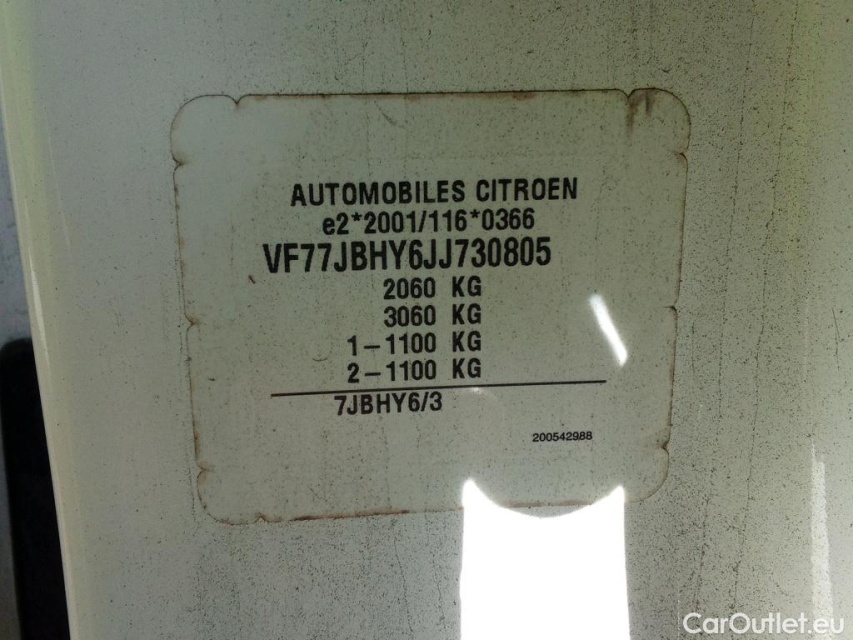 AUTOMOBILES CITROEN
e2*2001/116*0366
VF77JBHY6JJ730805
2060 KG
3060 KG
1-1100 KG
2-1100 KG
7JBHY6/3
200542988
CarOutlet.eu